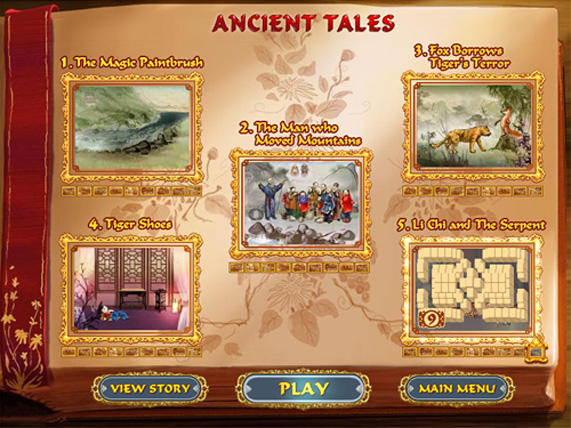 ANCIENT TALES
1. The Magic Paintbrush
2. The Man who
Moved Mountains
3. Fox Borrows
Tiger's Terror
4. Tiger Shoes
5. Li Chi and The Serpent
9
VIEW STORY
PLAY
MAIN MENU